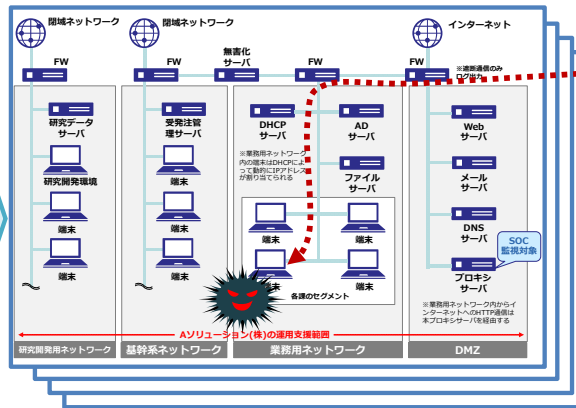 閉域ネットワーク
閉域ネットワーク
インターネット
FW
FW
無害化
サーバ
FW
FW
※遮断通信のみ
ログ出力
研究データ
サーバ
研究開発環境
端末
端末
受発注管
理サーバ
端末
端末
端末
DHCP
サーバ
AD
サーバ
※業務用ネットワーク
内の端末はDHCPによ
って動的にIPアドレス
が割り当てられる
ファイル
サーバ
端末
端末
端末
端末
各課のセグメント
Web
サーバ
メール
サーバ
DNS
サーバ
SOC
監視対象
プロキシ
サーバ
※業務用ネットワーク内からイ
ンターネットへのHTTP通信は
本プロキシサーバを経由する
Aソリューション(株)の運用支援範囲
研究開発用ネットワーク
基幹系ネットワーク
業務用ネットワーク
DMZ